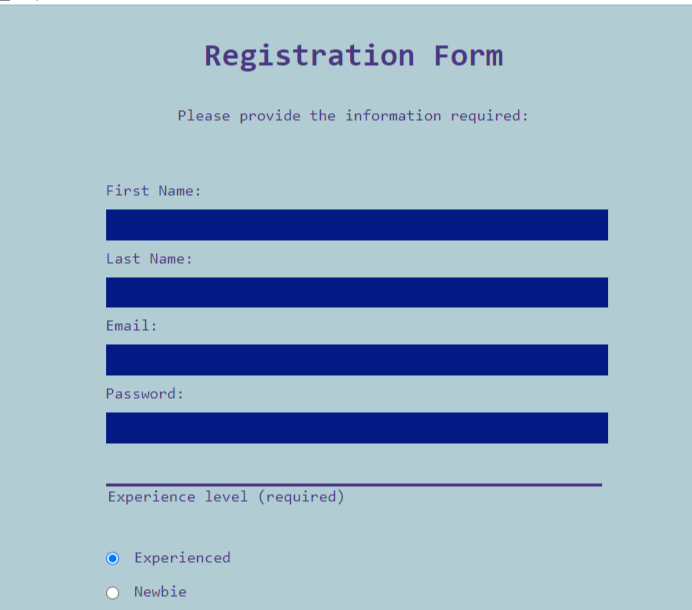 Registration Form
Please provide the information required:
First Name:
Last Name:
Email:
Password:
Experience level (required)
Experienced
Newbie